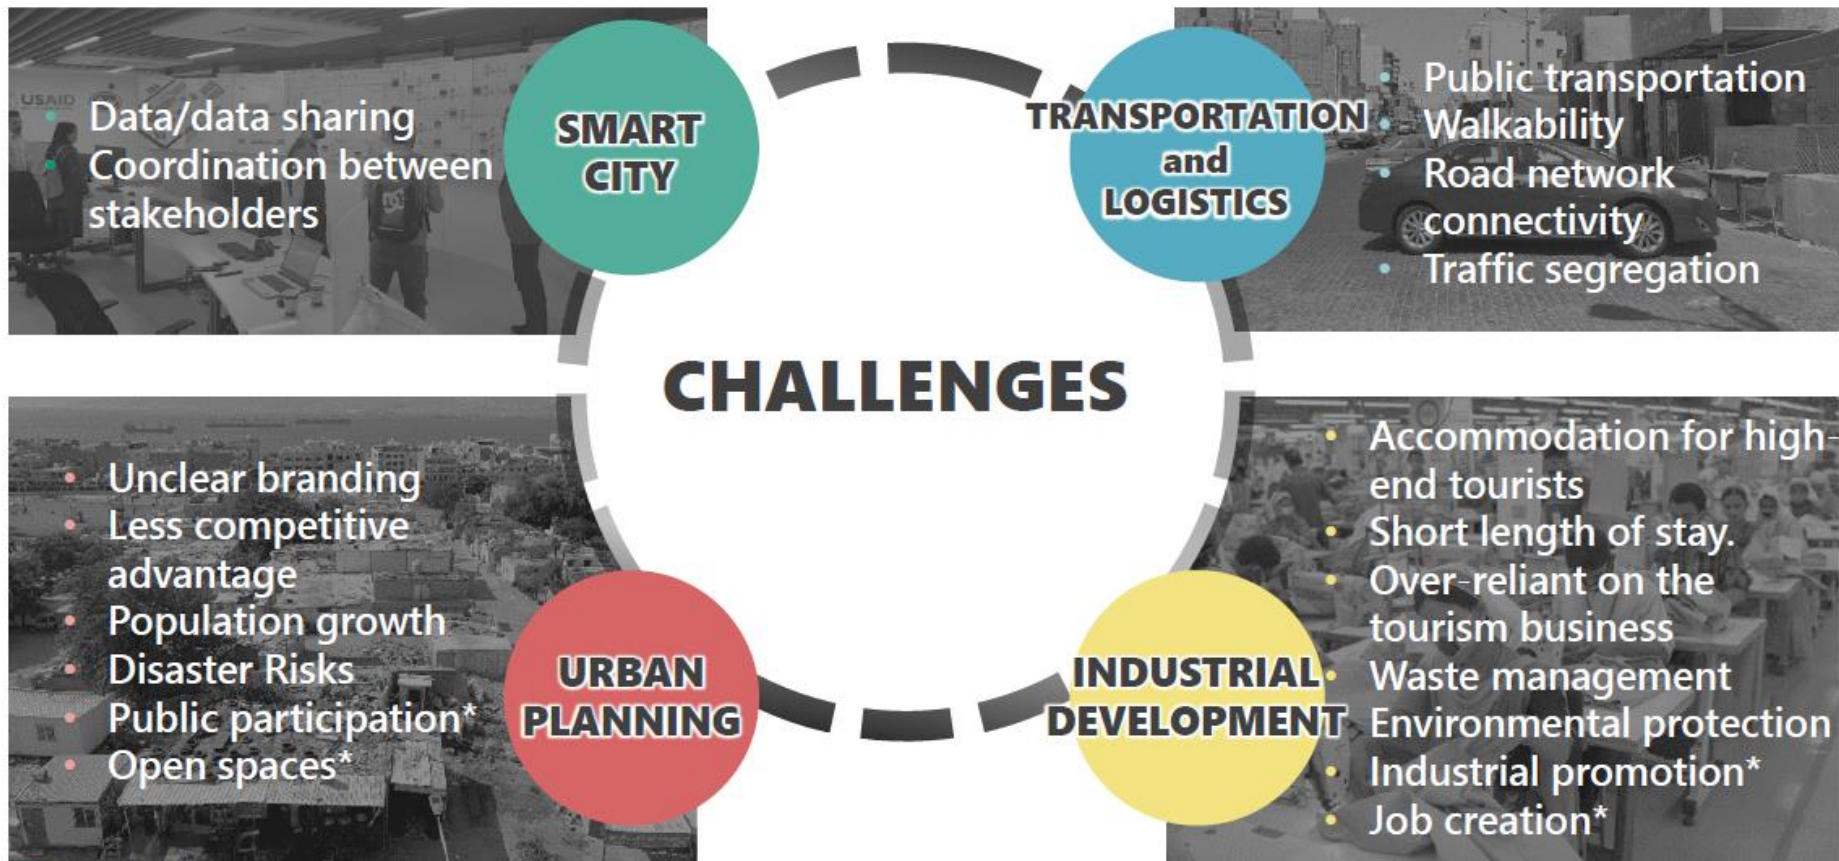 USAID
Data/data sharing
Coordination between
stakeholders
SMART
CITY
TRANSPORTATION
and
LOGISTICS
Public transportation
Walkability
Road network
connectivity
Traffic segregation
CHALLENGES
Unclear branding
Less competitive
advantage
Population growth
Disaster Risks
Public participation*
Open spaces*
URBAN
PLANNING
INDUSTRIAL
DEVELOPMENT
Accommodation for high-
end tourists
Short length of stay.
Over-reliant on the
tourism business
Waste management
Environmental protection
Industrial promotion*
Job creation*